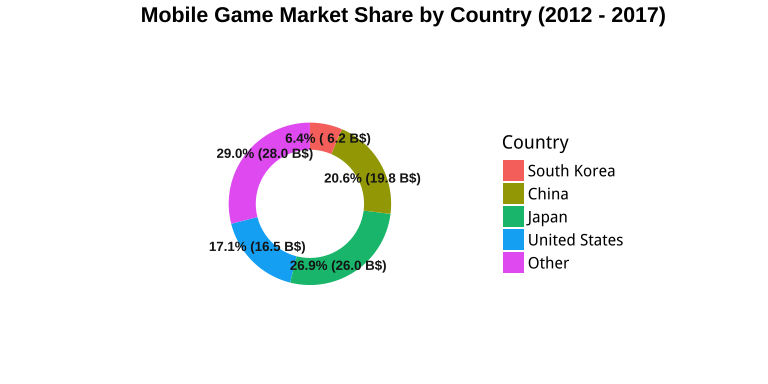 Mobile Game Market Share by Country (2012 - 2017)
6.4% ( 6.2 B$)
29.0% (28.0 B$)
20.6% (19.8 B$)
17.1% (16.5 B$)
26.9% (26.0 B$)
Country
South Korea
China
Japan
United States
Other